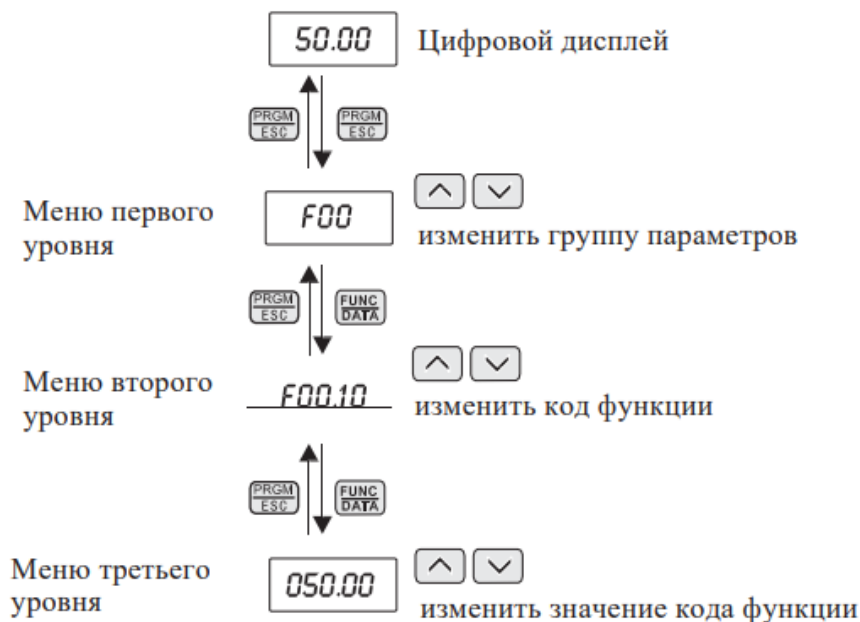 50.00 Цифровой дисплей
PRGM PRGM
ESC ESC
Меню первого
уровня
F00
изменить группу параметров
PRGM FUNC
ESC DATA
Меню второго
уровня
F00.10
изменить код функции
PRGM FUNC
ESC DATA
Меню третьего
уровня
050.00
изменить значение кода функции